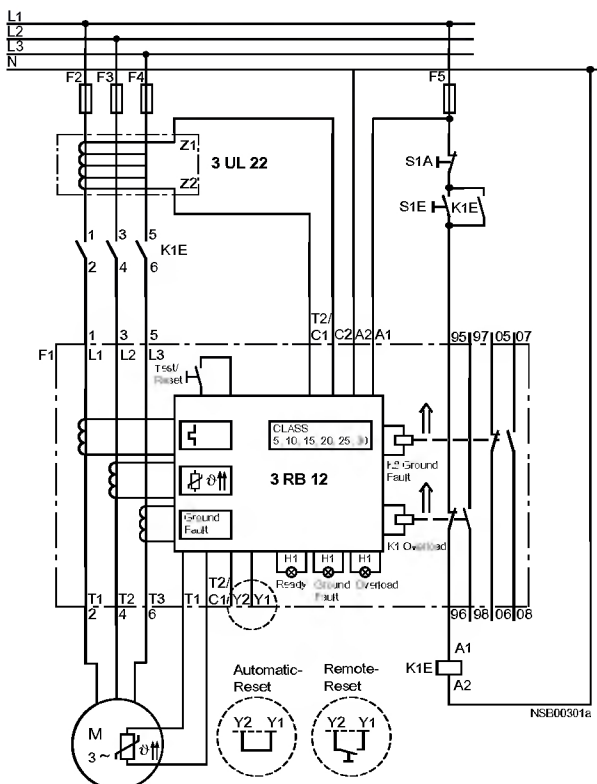 L1
L2
L3
N
F2 F3 F4 F5
Z1
3 UL 22
Z2
S1A
S1E K1E
1 3 5
K1E
2 4 6
T2/
C1 C2 A2 A1
1 3 5
95 97 05 07
F1 L1 L2 L3
Test/
Reset
CLASS
5, 10, 15, 20, 25, 30
K2 Ground
Fault
3 RB 12
ϑ
Ground
Fault
K1 Overload
H1 H1 H1
Ready Ground Overload
Fault
T1 T2 T3 T1 T2/
C1/ Y2 Y1
2 4 6
96 98 06 08
A1
K1E
A2
Automatic-
Reset
Remote-
Reset
M
3 ~
ϑ
Y2 Y1
Y2 Y1
NSB00301a